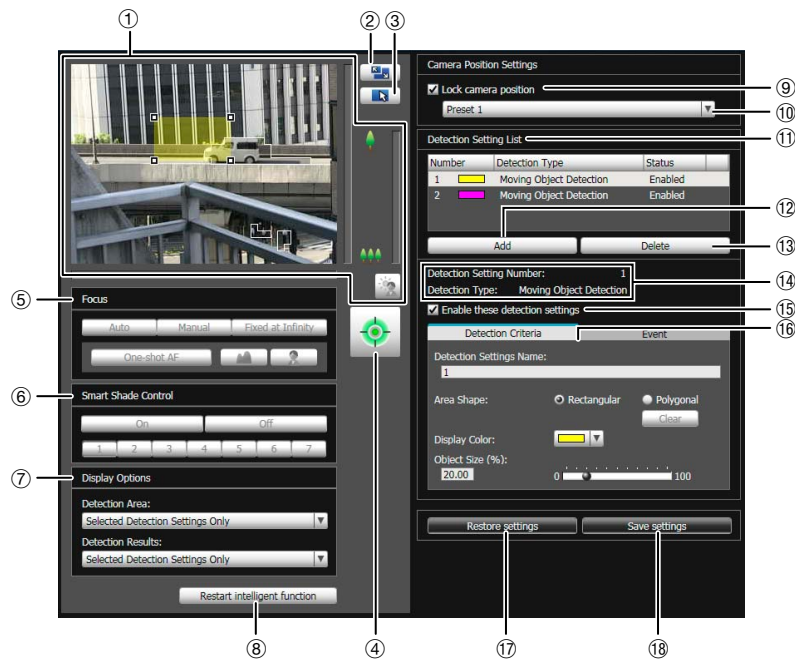 ① ② ③
Camera Position Settings
Lock camera position ⑨
Preset 1 ⑩
Detection Setting List ⑪
Number Detection Type Status
1 Moving Object Detection Enabled
2 Moving Object Detection Enabled
⑫
Add Delete ⑬
Detection Setting Number: 1
Detection Type: Moving Object Detection ⑭
Enable these detection settings ⑮
Detection Criteria Event ⑯
Detection Settings Name:
1
Area Shape: Rectangular Polygonal
Clear
Display Color:
Object Size (%):
20.00 0 100
Restore settings Save settings
⑤ Focus
Auto Manual Fixed at Infinity
One-shot AF
⑥ Smart Shade Control
On Off
1 2 3 4 5 6 7
⑦ Display Options
Detection Area:
Selected Detection Settings Only
Detection Results:
Selected Detection Settings Only
Restart intelligent function
⑧ ④ ⑰ ⑱